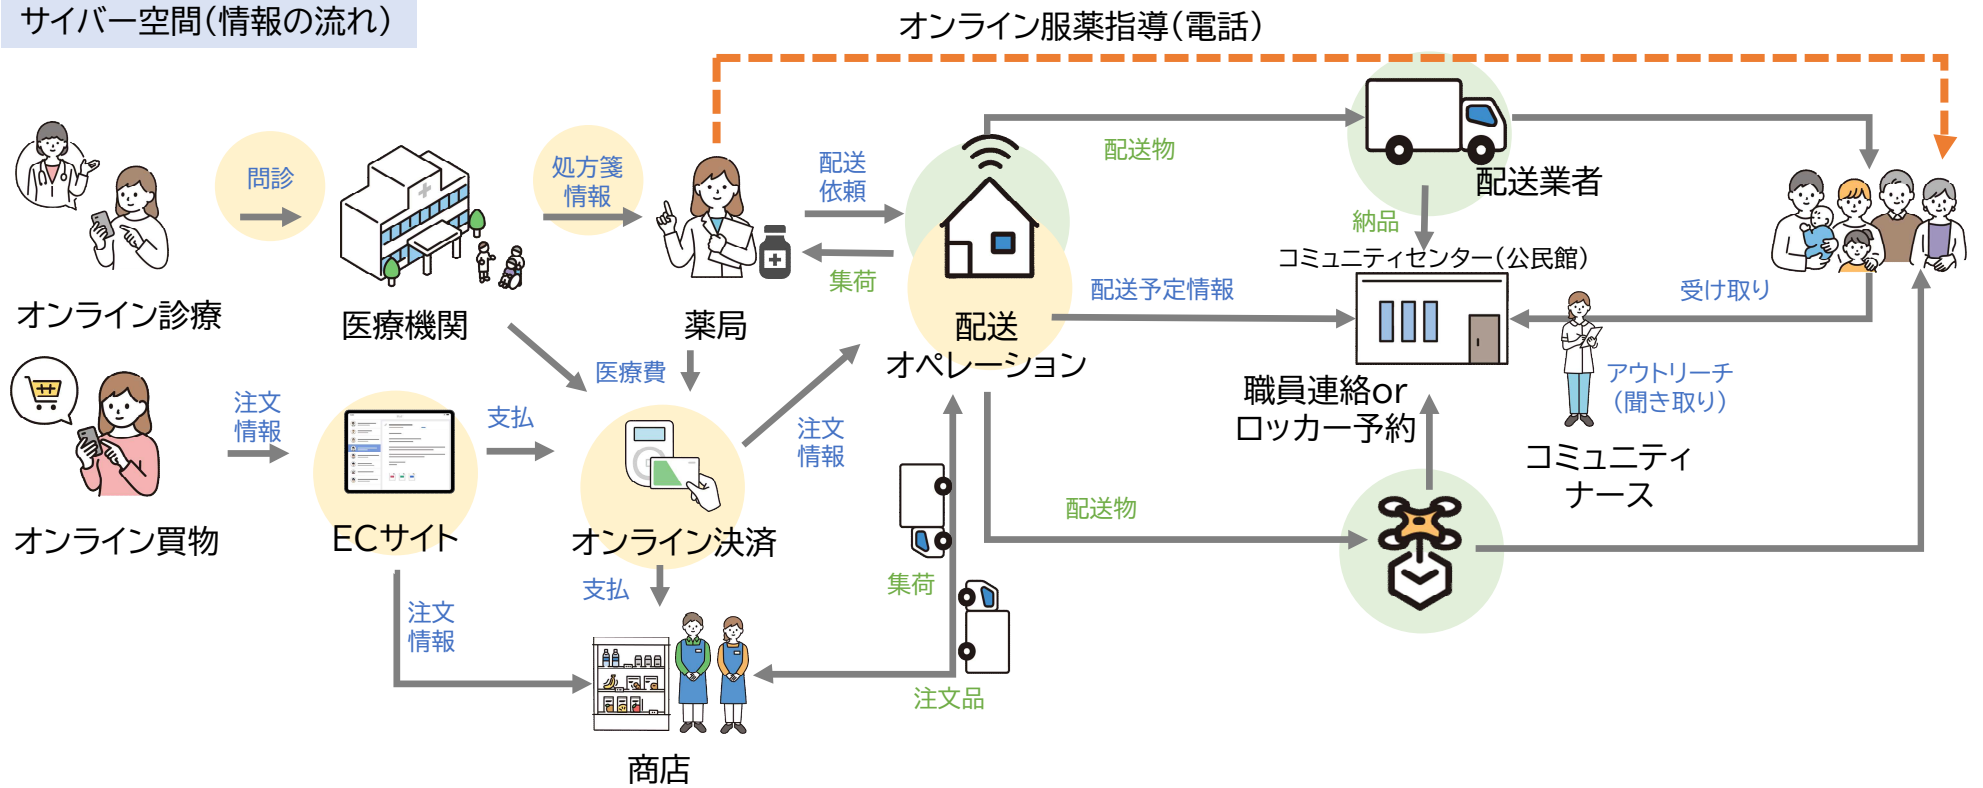 サイバー空間(情報の流れ)
オンライン服薬指導(電話)
問診
処方箋
情報
配送
依頼
集荷
配送物
配送業者
納品
コミュニティセンター(公民館)
配送予定情報
受け取り
オンライン診療
医療機関
薬局
配送
オペレーション
医療費
職員連絡or
ロッカー予約
アウトリーチ
(聞き取り)
コミュニティ
ナース
注文
情報
支払
注文
情報
オンライン買物
ECサイト
オンライン決済
配送物
支払
集荷
注文
情報
注文品
商店